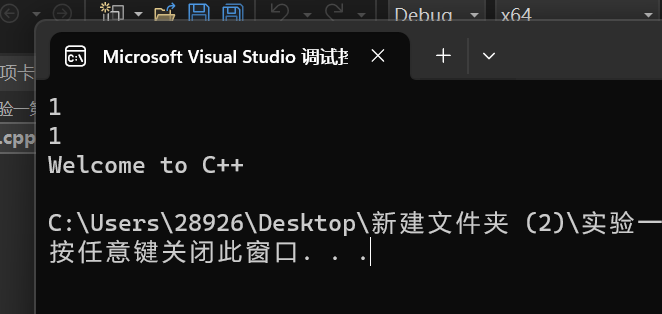 Debug
x64
Microsoft Visual Studio 调试
项卡
验一
.cpp
1
1
Welcome to C++
C:\Users\28926\Desktop\新建文件夹 (2)\实验一
按任意键关闭此窗口. . .